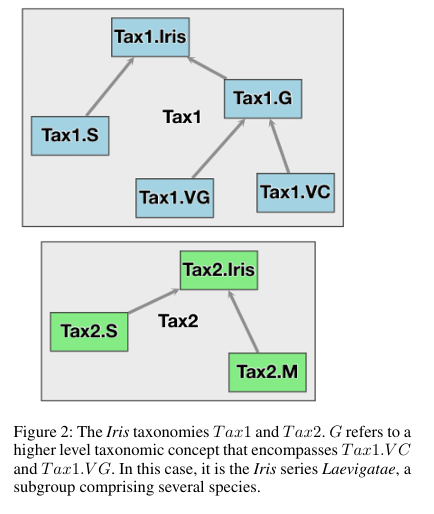 Tax1.Iris
Tax1.G
Tax1
Tax1.S
Tax1.VG
Tax1.VC
Tax2.Iris
Tax2
Tax2.S
Tax2.M
Figure 2: The Iris taxonomies Tax1 and Tax2. G refers to a
higher level taxonomic concept that encompasses Tax1.VC
and Tax1.VG. In this case, it is the Iris series Laevigatae, a
subgroup comprising several species.